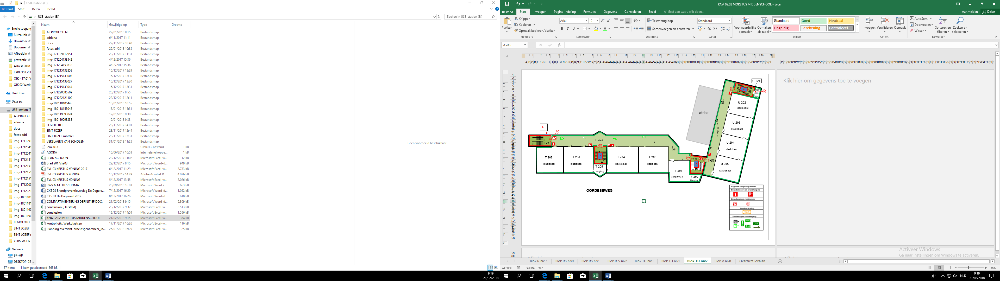 USB-station (E:)
Bestand Start Delen Beeld
USB-station (E:)
Zoeken in USB-station (E:)
Naam Gewijzigd op Type Grootte
Snelle toegang
Bureaubla
Download
Documen
Afbeeldin
preventie
Asbest 2018
EXPLOSIEVEI
OIK - 17.01 W
OIK 02 Werkp
OneDrive
Deze pc
USB-station (E
A3 PROJECTI
adriana
docs
fotos adri
img-1711291
img-1712041
img-1712041
img-1712151
img-1712151
img-1712151
img-1712151
img-1712200
img-1712221
img-1801101
img-1801181
img-1801190
img-1801190
LEGIOFOTO
SINT JOZEF
SINT JOZEF r
VERSLAGEN
Netwerk
BP-HP
DESKTOP-2E
A3 PROJECTEN 22/01/2018 9:15 Bestandsmap
adriana 6/11/2017 11:11 Bestandsmap
docs 27/11/2017 10:48 Bestandsmap
fotos adri 25/01/2018 10:33 Bestandsmap
img-171129112951 29/11/2017 11:31 Bestandsmap
img-171204153542 4/12/2017 15:36 Bestandsmap
img-171204153618 4/12/2017 15:36 Bestandsmap
img-171215132859 15/12/2017 13:29 Bestandsmap
img-171215133003 15/12/2017 13:30 Bestandsmap
img-171215133027 15/12/2017 13:30 Bestandsmap
img-171215133044 15/12/2017 13:31 Bestandsmap
img-171220085509 20/12/2017 8:55 Bestandsmap
img-171222121100 22/12/2017 12:11 Bestandsmap
img-180110105445 10/01/2018 10:55 Bestandsmap
img-180118153048 18/01/2018 15:31 Bestandsmap
img-180119093024 19/01/2018 9:30 Bestandsmap
img-180119093338 19/01/2018 9:33 Bestandsmap
LEGIOFOTO 23/11/2017 14:01 Bestandsmap
SINT JOZEF 28/11/2017 12:44 Bestandsmap
SINT JOZEF mortsel 28/11/2017 15:31 Bestandsmap
VERSLAGEN VAN SCHOLEN 31/01/2018 11:25 Bestandsmap
.cm0013 CM0013-bestand 1 kB
AGORA 16/06/2017 10:53 Internetsnelkoppe... 1 kB
BLAD SCHOON 22/12/2017 11:02 Microsoft Excel-w... 12 kB
brad 2017cks03 22/12/2017 8:15 Microsoft Word-d... 949 kB
BVL 03 KRISTUS KONING 2017 6/12/2017 11:29 Microsoft Excel-w... 3.733 kB
BVL 03 KRISTUS KONING 15/12/2017 14:49 Adobe Acrobat D... 4.076 kB
BVL 03 KRISTUS KONING 5/12/2017 13:55 Microsoft Excel-w... 8.026 kB
BWV N.M. TB 5.1 JOMA 20/09/2016 16:03 Microsoft Word 9... 663 kB
CKS 03 Brandpreventieverslag De Dagera... 7/12/2017 16:29 Microsoft Word-d... 1.032 kB
CKS 03 De Dageraad 2017 8/12/2017 16:26 Microsoft Word-d... 618 kB
COMPARTIMENTERING DEFINITIEF DOC. 21/02/2018 9:15 Microsoft Word-d... 5.309 kB
conclusion (Hersteld) 20/12/2017 9:32 Microsoft Excel-w... 2.513 kB
conclusion 19/12/2017 14:59 Microsoft Excel-w... 1.556 kB
KNA 02.02 MORETUS MIDDENSCHOOL 21/02/2018 9:15 Microsoft Excel-w... 364 kB
kontrol oiks Werkplaatsen 17/11/2017 16:26 Microsoft Excel-w... 116 kB
Planning overzicht arbeidsgeneesheer_in... 25/01/2018 16:29 Microsoft Excel-w... 25 kB
Geen voorbeeld beschikbaar.
37 items 1 item geselecteerd 363 kB
9:19
21/02/2018
KNA 02.02 MORETUS MIDDENSCHOOL - Excel
Bestand Start Invoegen Pagina-indeling Formules Gegevens Controleren Beeld Geef aan wat u wilt doen... Aanmelden Delen
Plakken
Knippen
Kopiëren
Opmaak kopiëren/plakken
Klembord
Arial 10
B I U
Lettertype
Tekstterugloop
Samenvoegen en centreren
Uitlijning
Standaard
% 000
Getal
Voorwaardelijke opmaak
Opmaken als tabel
Standaard Goed Neutraal
Ongeldig Berekening Controlecel
Stijlen
Invoegen Verwijderen Opmaak
Cellen
AutoSom
Doorvoeren
Wissen
Sorteren en filteren
Zoeken en selecteren
Bewerken
AP45
fx
Klik hier om gegevens toe te voegen
U T21
U 202
klaslokaal
afdak
U 203
klaslokaal
U G21
D
T G22
T T23
U 204
klaslokaal
T G21
T 207
klaslokaal
T 206
klaslokaal
T T22
T 204
klaslokaal
T 203
klaslokaal
T T21
U 205
klaslokaal
T 205
berging
T 201
zorglokaal
T 202
berging
OORDESEWEG
Legende van pictogrammen
Brandblussers en brandhaspels
Brandalarm en rookmelder
Noodverlichting
Vluchtweg en nooduitgang
Activeer Windows
Ga naar Instellingen om Windows te activeren.
Blok R niv-1 Blok RS niv0 Blok RS niv1 Blok R-S niv2 Blok TU niv0 Blok TU niv1 Blok TU niv2 Blok V niv0 Overzicht lokalen
Gereed Pagina: 1 van 1 85%
NLD
9:19
21/02/2018